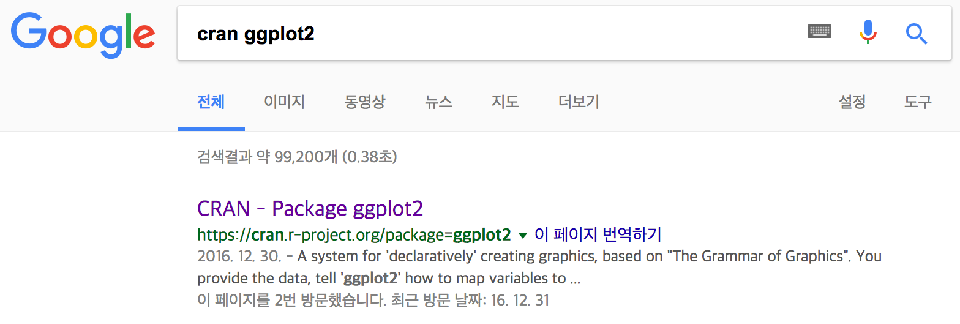 Google
cran ggplot2
전체 이미지 동영상 뉴스 지도 더보기 설정 도구
검색결과 약 99,200개 (0.38초)
CRAN - Package ggplot2
https://cran.r-project.org/package=ggplot2 ▼ 이 페이지 번역하기
2016. 12. 30. - A system for 'declaratively' creating graphics, based on "The Grammar of Graphics". You
provide the data, tell 'ggplot2' how to map variables to ...
이 페이지를 2번 방문했습니다. 최근 방문 날짜: 16. 12. 31